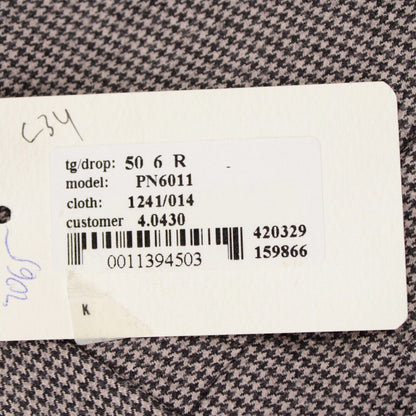 C34
tg/drop: 50 6 R
model: PN6011
cloth: 1241/014
customer 4.0430
420329
0011394503 159866
K